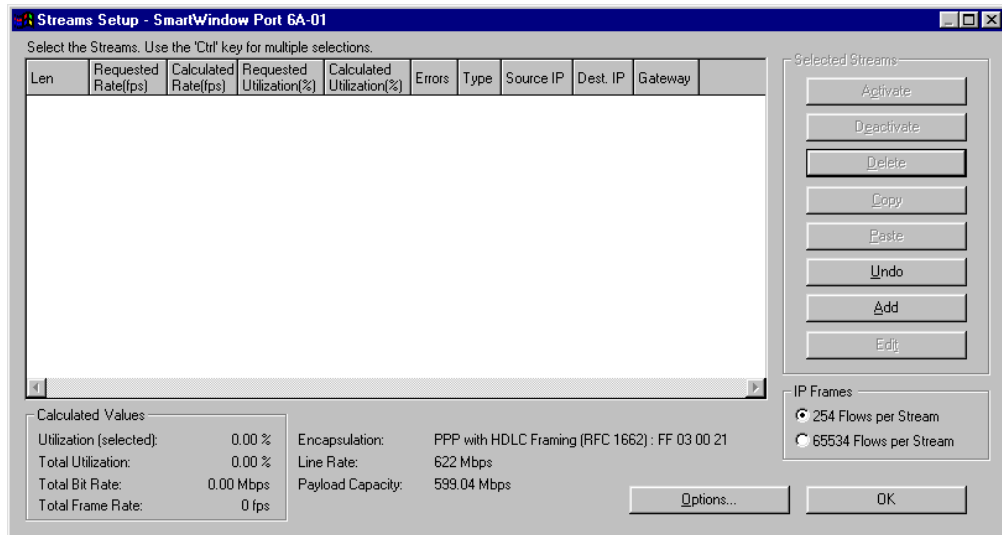 Streams Setup - SmartWindow Port 6A-01
Select the Streams. Use the 'Ctrl' key for multiple selections.
Len Requested Rate(fps) Calculated Rate(fps) Requested Utilization(%) Calculated Utilization(%) Errors Type Source IP Dest. IP Gateway
Selected Streams
Activate
Deactivate
Delete
Copy
Paste
Undo
Add
Edit
IP Frames
254 Flows per Stream
65534 Flows per Stream
Calculated Values
Utilization (selected): 0.00 %
Total Utilization: 0.00 %
Total Bit Rate: 0.00 Mbps
Total Frame Rate: 0 fps
Encapsulation: PPP with HDLC Framing (RFC 1662) : FF 03 00 21
Line Rate: 622 Mbps
Payload Capacity: 599.04 Mbps
Options...
OK